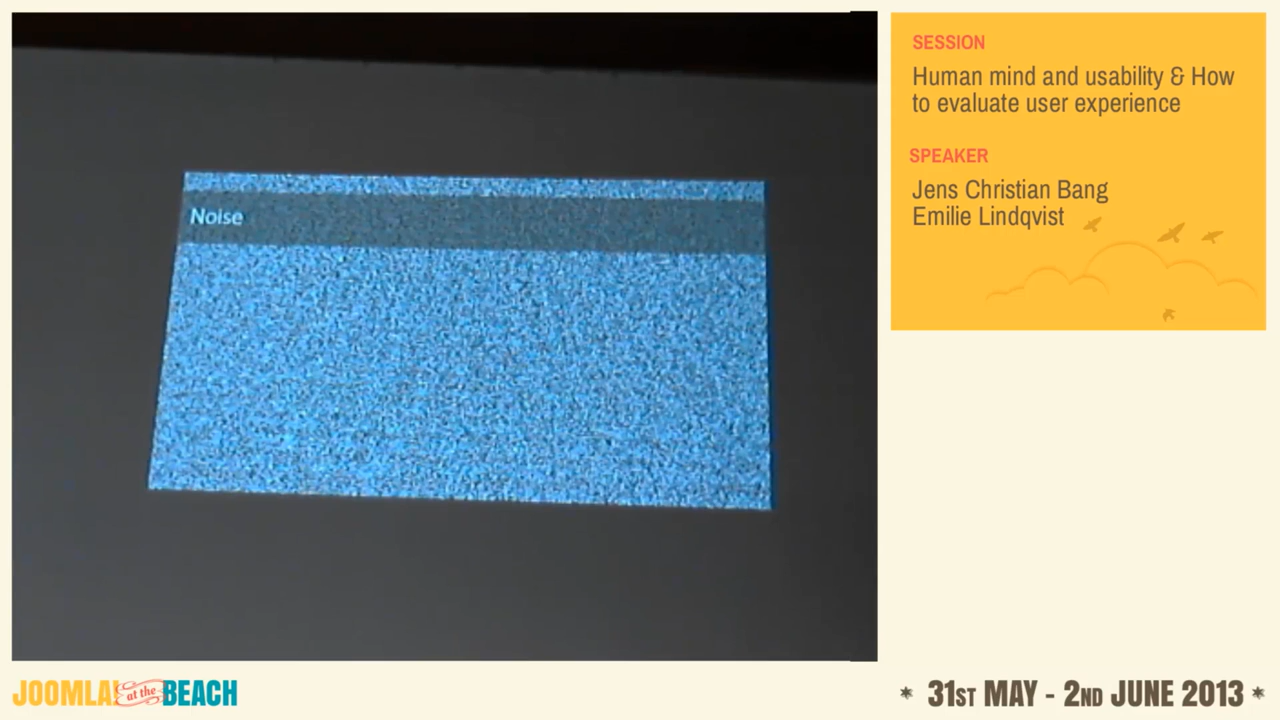 Noise
SESSION
Human mind and usability & How
to evaluate user experience
SPEAKER
Jens Christian Bang
Emilie Lindqvist
JOOMLA! at the BEACH
* 31ST MAY - 2ND JUNE 2013 *